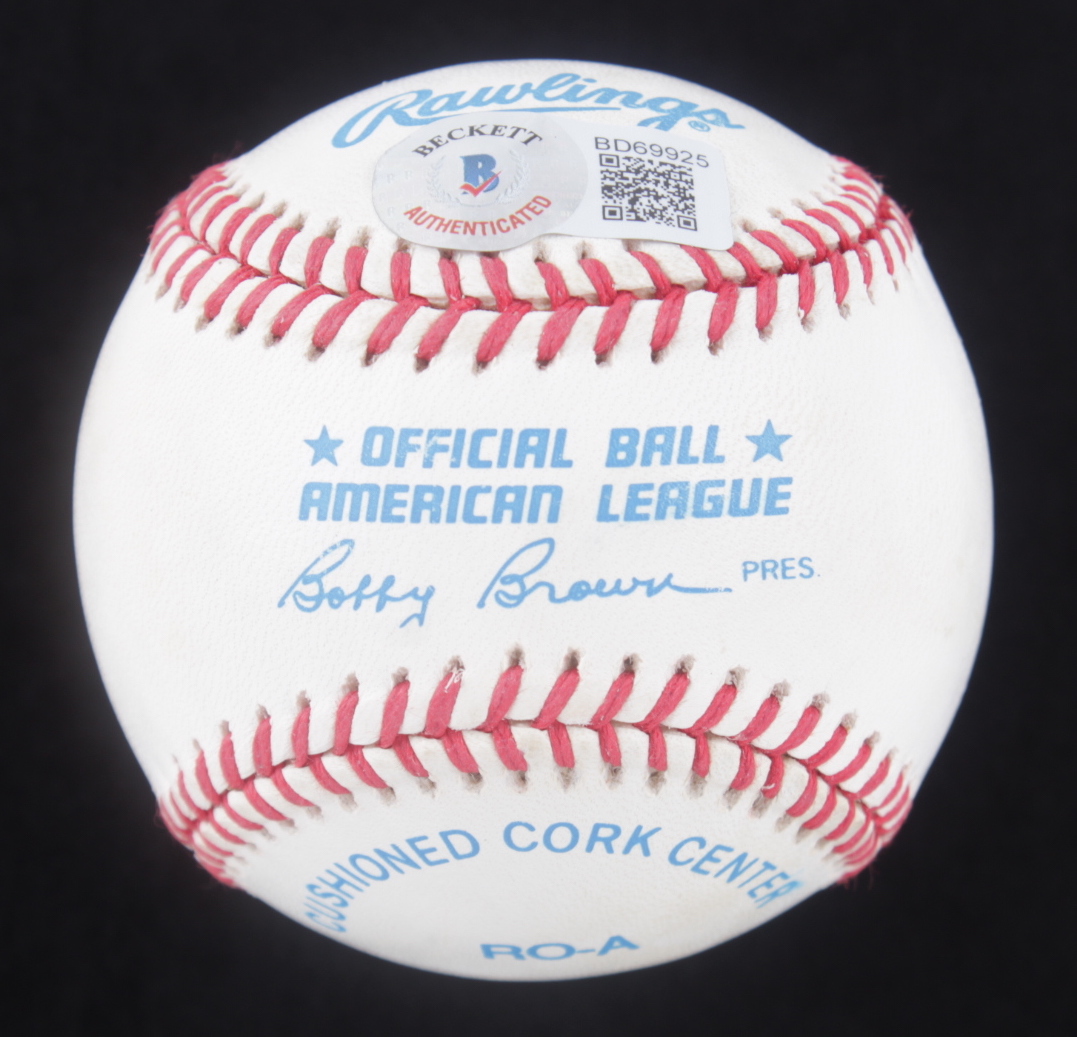 Rawlings®
BECKETT
B
AUTHENTICATED
BD69925
★ OFFICIAL BALL ★
AMERICAN LEAGUE
Bobby Brown PRES.
CUSHIONED CORK CENTER
RO-A